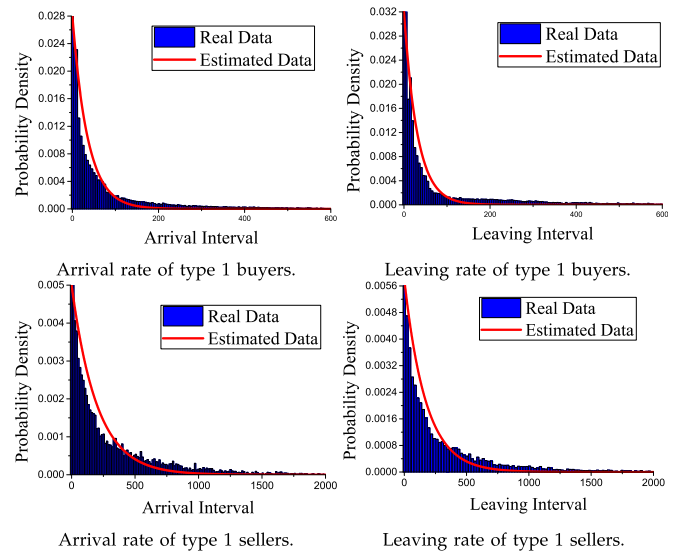 0.028
0.024
0.020
0.016
0.012
0.008
0.004
0.000
Probability Density
Real Data
Estimated Data
0
200
400
600
Arrival Interval
Arrival rate of type 1 buyers.
0.032
0.028
0.024
0.020
0.016
0.012
0.008
0.004
0.000
Probability Density
Real Data
Estimated Data
0
200
400
600
Leaving Interval
Leaving rate of type 1 buyers.
0.005
0.004
0.003
0.002
0.001
0.000
Probability Density
Real Data
Estimated Data
0
500
1000
1500
2000
Arrival Interval
Arrival rate of type 1 sellers.
0.0056
0.0048
0.0040
0.0032
0.0024
0.0016
0.0008
0.0000
Probability Density
Real Data
Estimated Data
0
500
1000
1500
2000
Leaving Interval
Leaving rate of type 1 sellers.